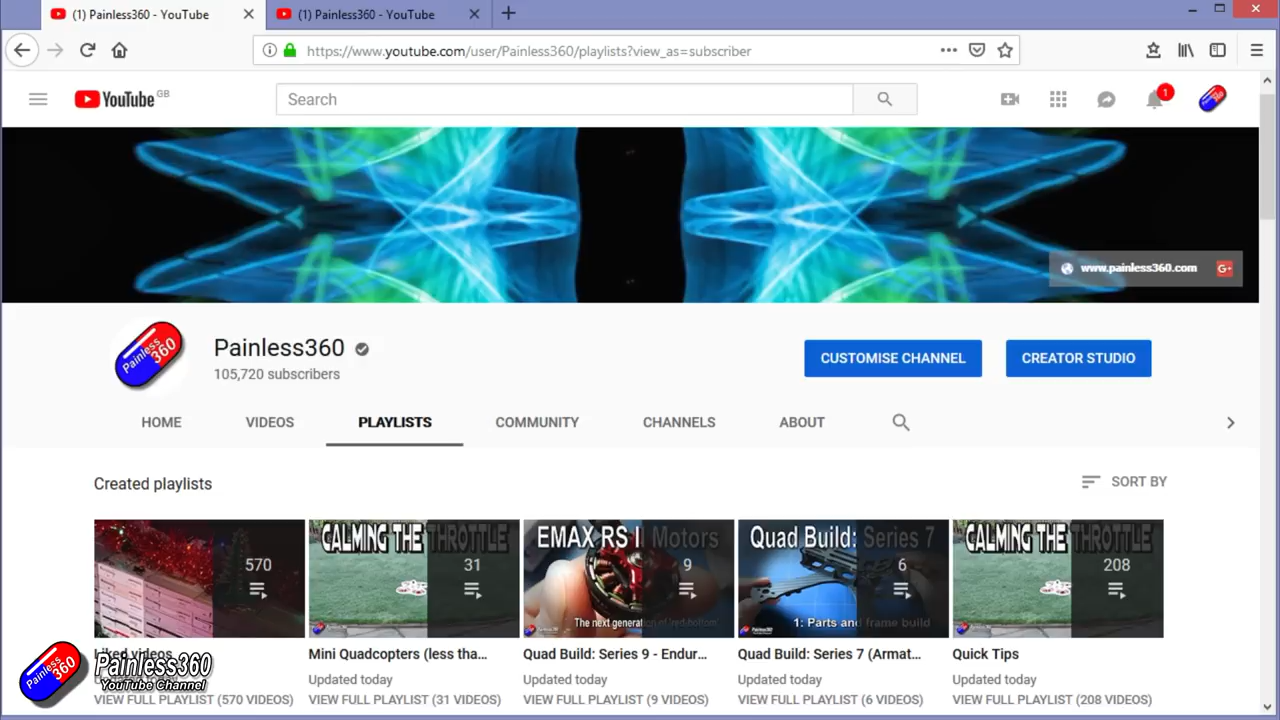 (1) Painless360 - YouTube
(1) Painless360 - YouTube
https://www.youtube.com/user/Painless360/playlists?view_as=subscriber
YouTube GB
Search
1
www.painless360.com
G+
Painless 360
Painless360
105,720 subscribers
CUSTOMISE CHANNEL
CREATOR STUDIO
HOME
VIDEOS
PLAYLISTS
COMMUNITY
CHANNELS
ABOUT
Created playlists
SORT BY
570
CALMING THE THROTTLE
31
EMAX RS I Motors
9
The next generation of 'red bottom'
Quad Build: Series 7
6
1: Parts and frame build
CALMING THE THROTTLE
208
Liked videos
VIEW FULL PLAYLIST (570 VIDEOS)
Mini Quadcopters (less tha...
Updated today
VIEW FULL PLAYLIST (31 VIDEOS)
Quad Build: Series 9 - Endur...
Updated today
VIEW FULL PLAYLIST (9 VIDEOS)
Quad Build: Series 7 (Armat...
Updated today
VIEW FULL PLAYLIST (6 VIDEOS)
Quick Tips
Updated today
VIEW FULL PLAYLIST (208 VIDEOS)
Painless 360
Painless360
YouTube Channel